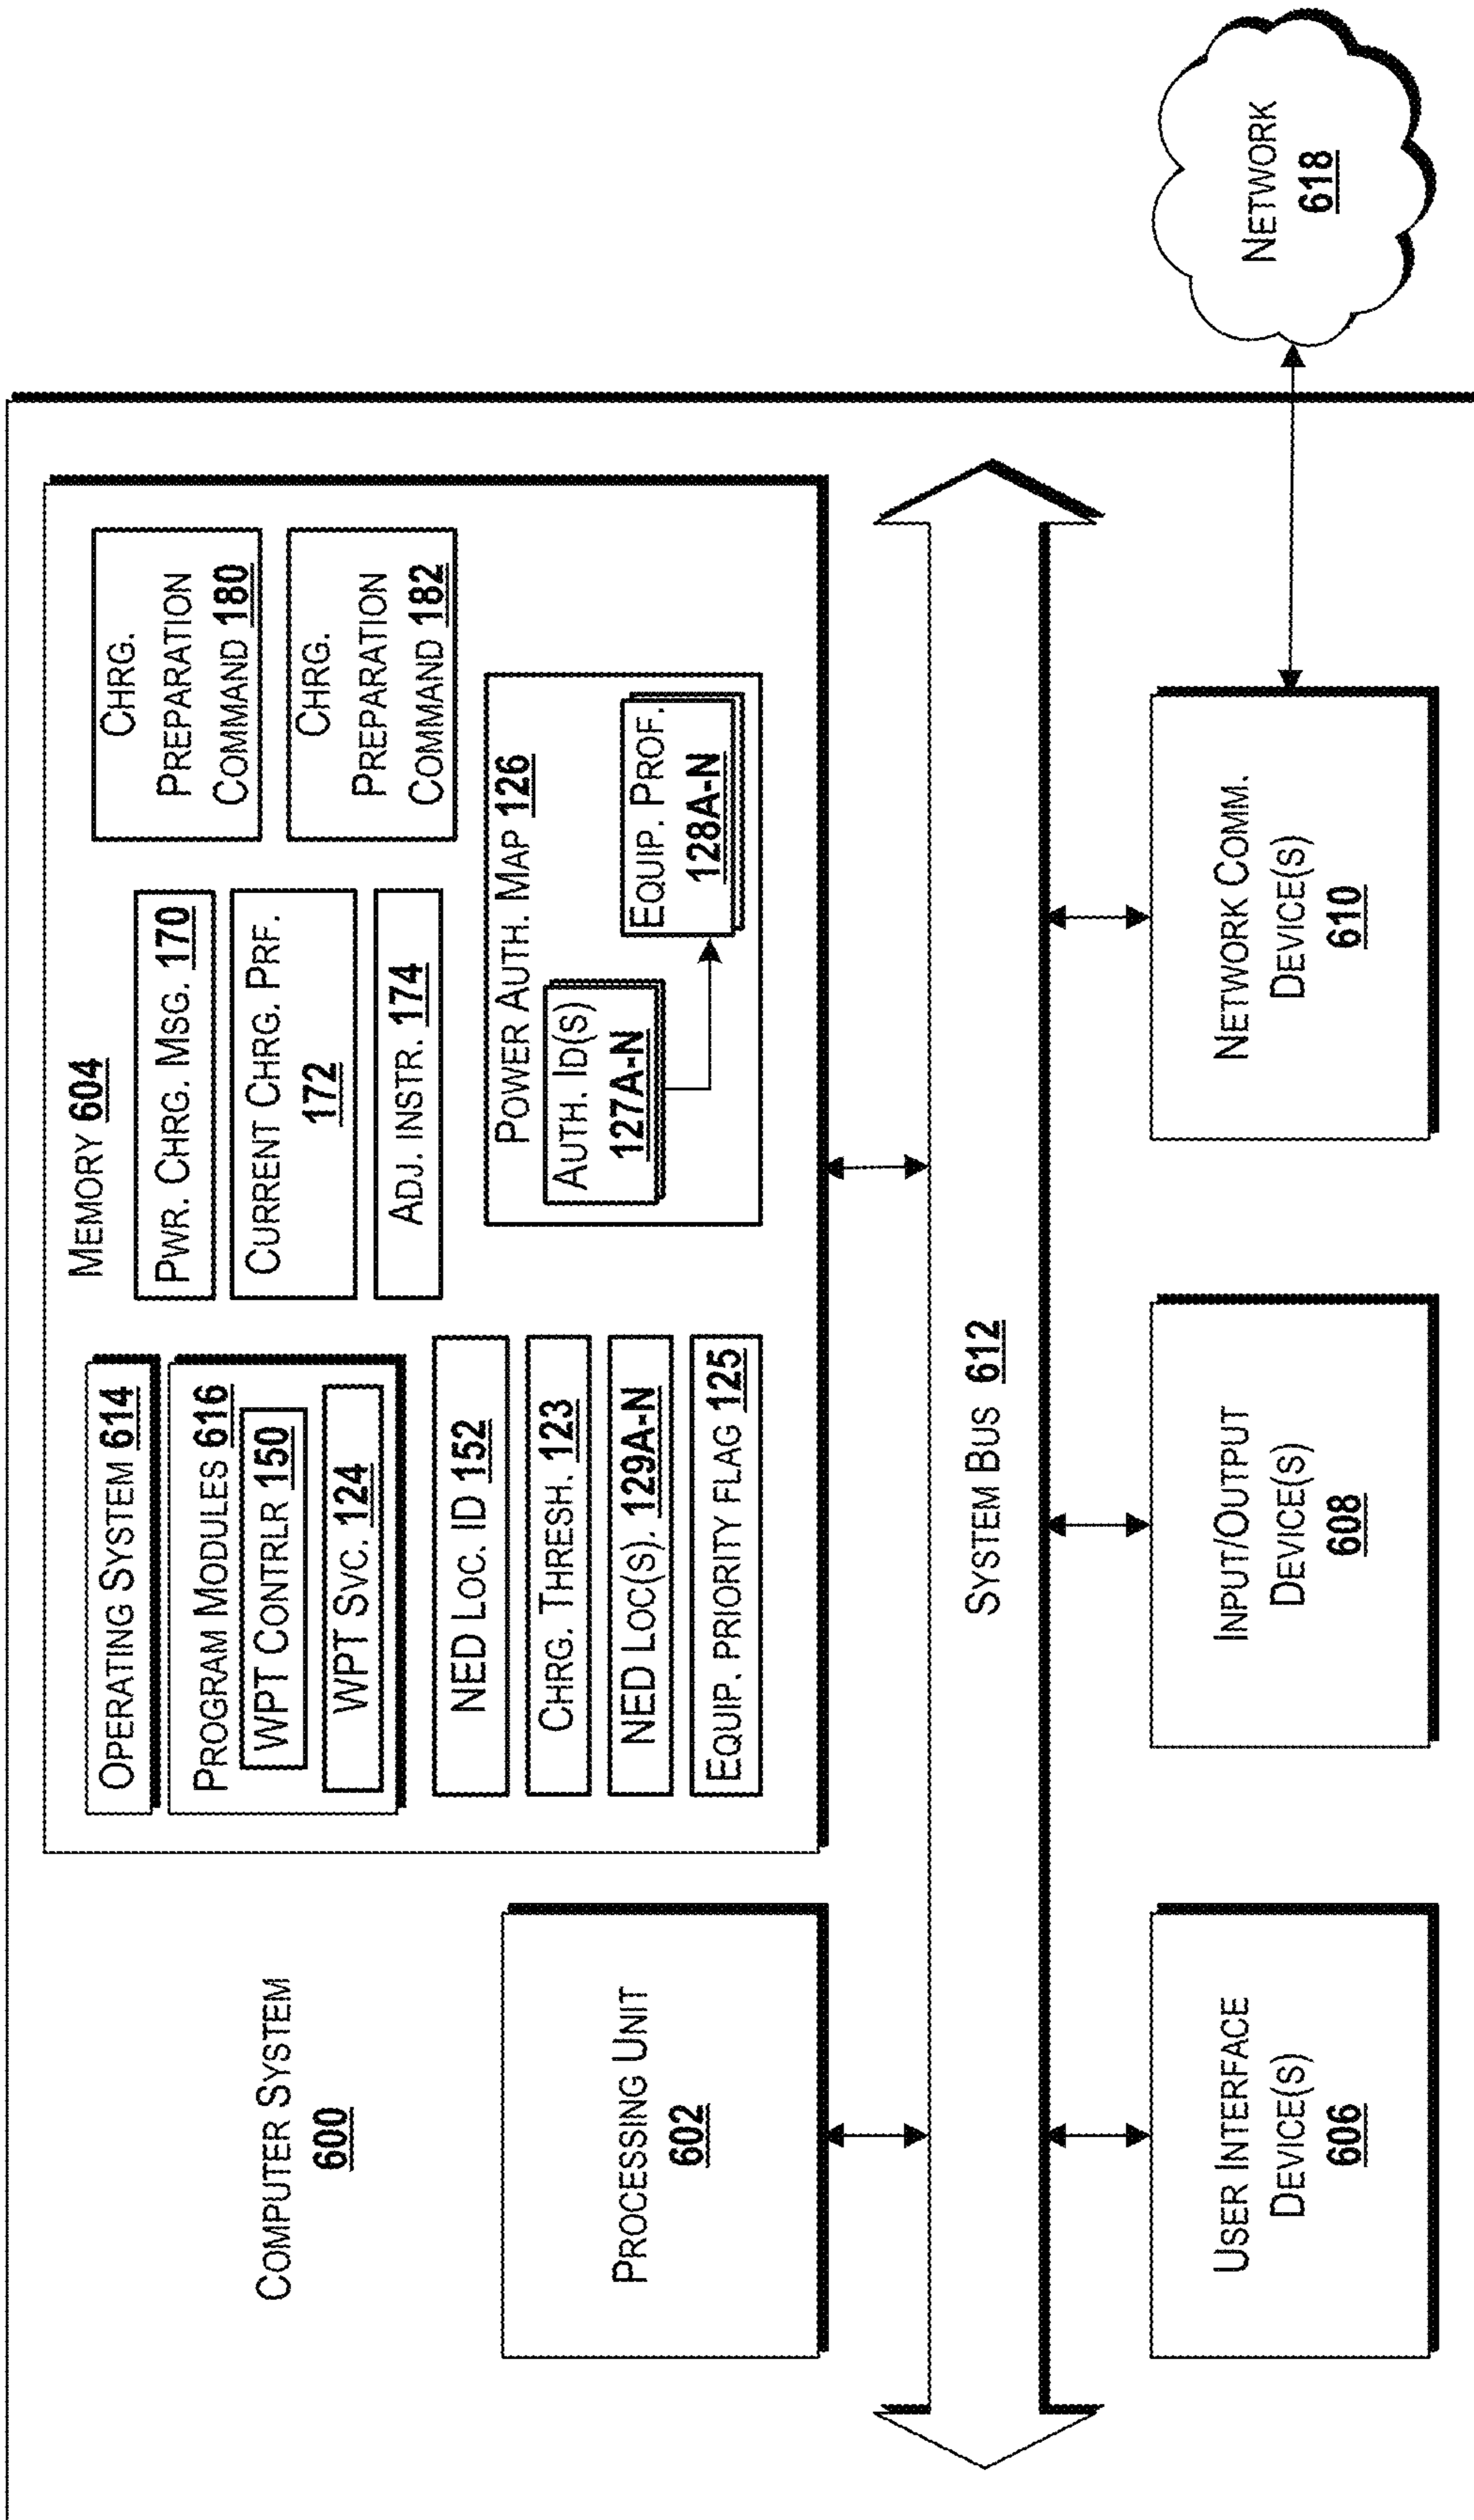 COMPUTER SYSTEM
600
PROCESSING UNIT
602
MEMORY 604
OPERATING SYSTEM 614
PROGRAM MODULES 616
WPT CONTRLR 150
WPT SVC. 124
NED LOC. ID 152
CHRG. THRESH. 123
NED LOC(S). 129A-N
EQUIP. PRIORITY FLAG 125
PWR. CHRG. MSG. 170
CURRENT CHRG. PRF.
172
ADJ. INSTR. 174
CHRG.
PREPARATION
COMMAND 180
CHRG.
PREPARATION
COMMAND 182
POWER AUTH. MAP 126
AUTH. ID(S)
127A-N
EQUIP. PROF.
128A-N
SYSTEM BUS 612
USER INTERFACE
DEVICE(S)
606
INPUT/OUTPUT
DEVICE(S)
608
NETWORK COMM.
DEVICE(S)
610
NETWORK
618